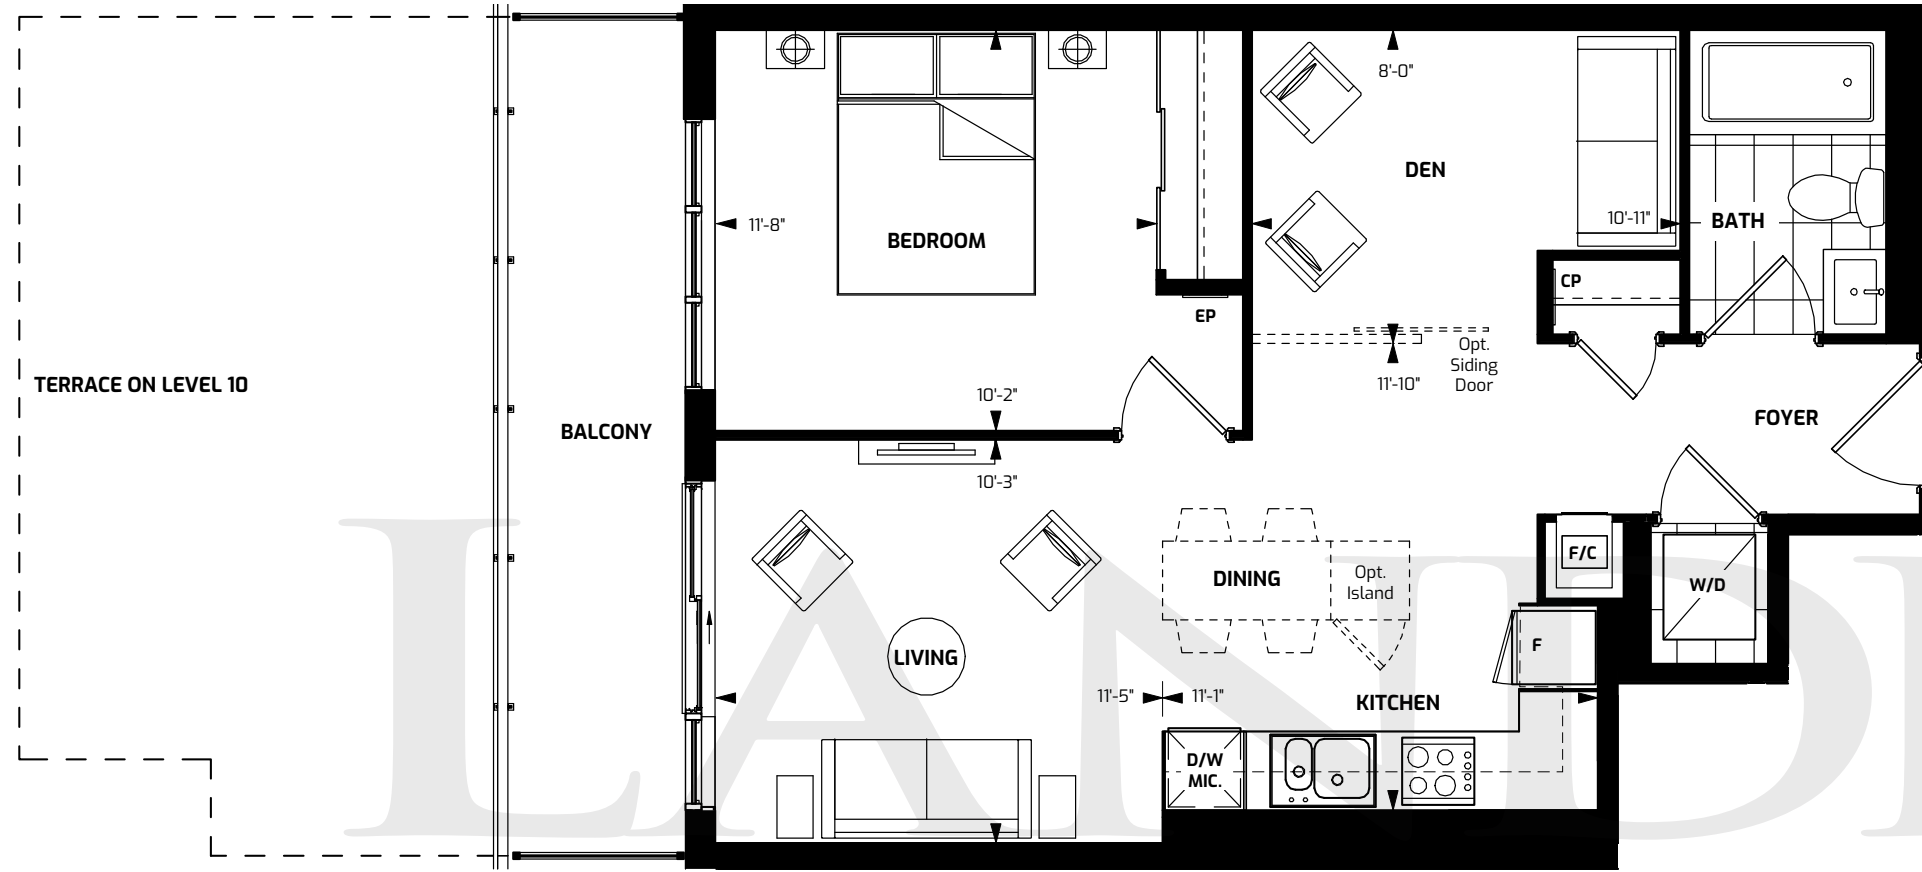 8'-0"
DEN
11'-8"
BEDROOM
10'-11"
BATH
CP
EP
Opt.
Siding
Door
11'-10"
TERRACE ON LEVEL 10
10'-2"
BALCONY
FOYER
10'-3"
F/C
DINING
Opt.
Island
W/D
LIVING
F
11'-5"
11'-1"
KITCHEN
D/W
MIC.